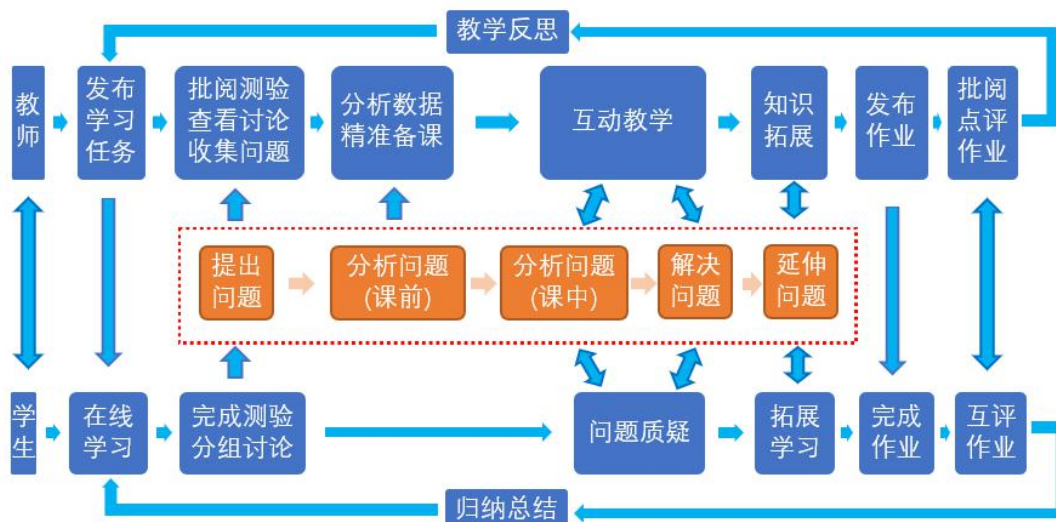 教学反思
教
师
发布
学习
任务
批阅测验
查看讨论
收集问题
分析数据
精准备课
互动教学
知识
拓展
发布
作业
批阅
点评
作业
提出
问题
分析问题
(课前)
分析问题
(课中)
解决
问题
延伸
问题
学
生
在线
学习
完成测验
分组讨论
问题质疑
拓展
学习
完成
作业
互评
作业
归纳总结